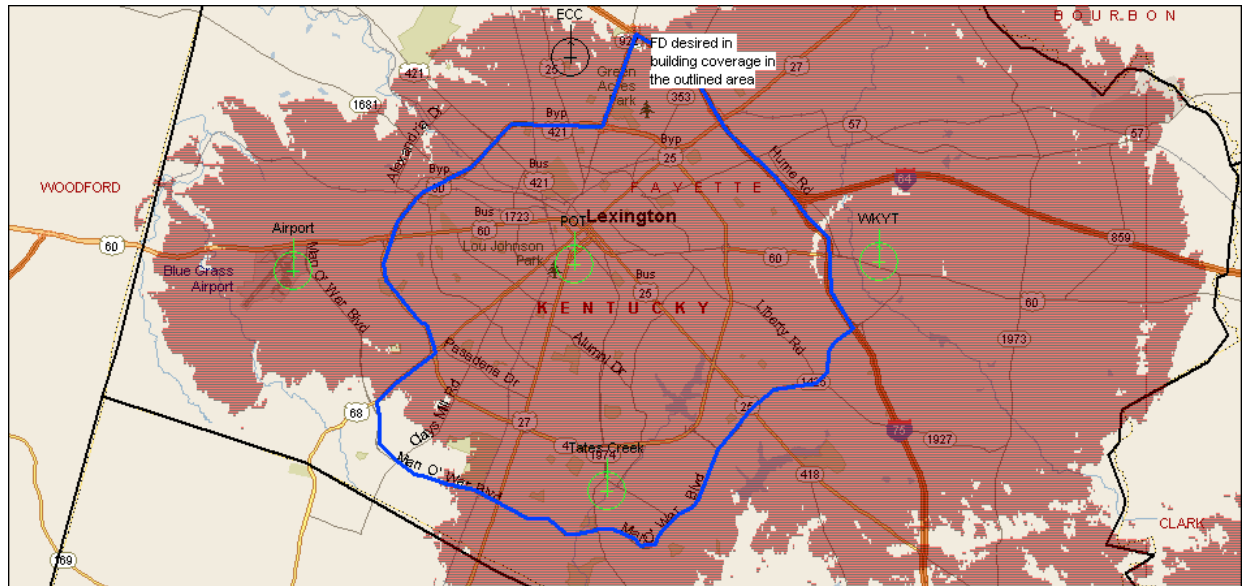 BOURBON
ECC
922
FD desired in
building coverage in
the outlined area
25
27
421
Green
Acres
Park
353
1681
Alexandria Dr
57
57
Byp
421
Byp
25
Hume Rd
Bus
421
64
Byp
60
WOODFORD
FAYETTE
Bus
1723
Lexington
POT
WKYT
Airport
60
60
Lou Johnson
Park
60
859
Blue Grass
Airport
Man O' War Blvd
Bus
25
60
KENTUCKY
Liberty Rd
1973
Pasadena Dr
Alumni Dr
1425
68
Clays Mill Rd
25
27
75
1927
4
Tates Creek
1974
Man O' War Blvd
418
Man O' War Blvd
CLARK
169